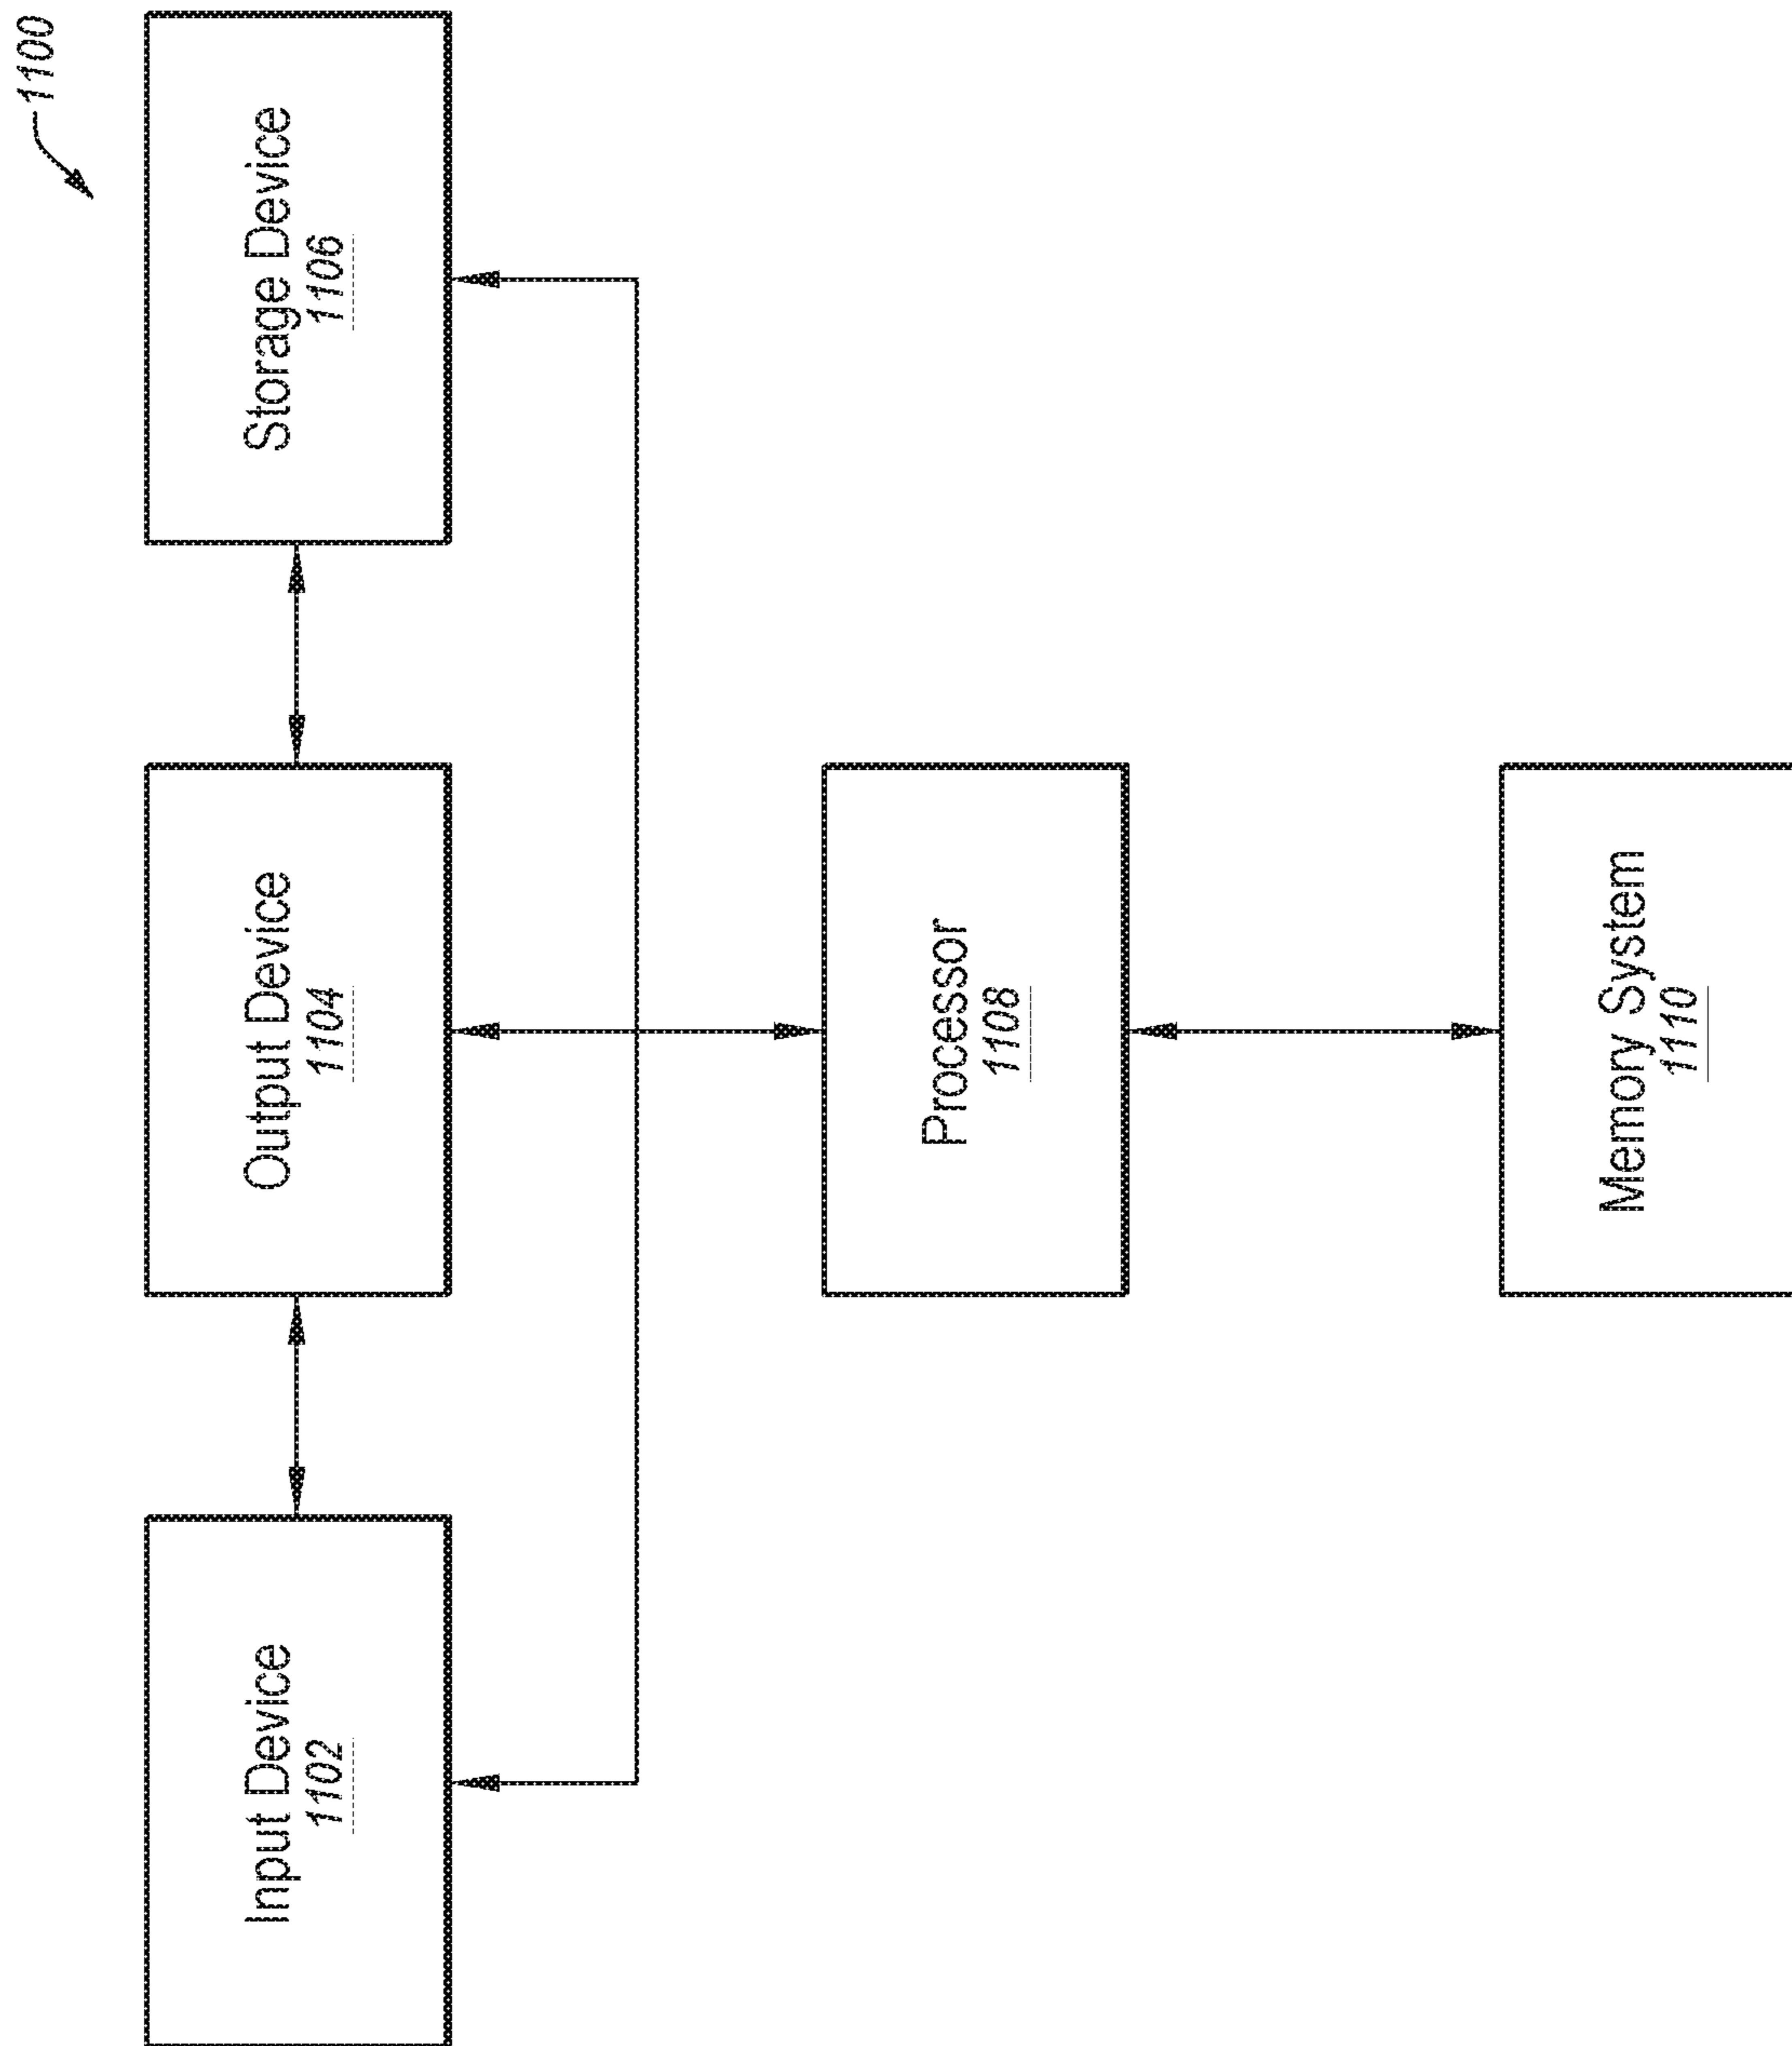 1100
Input Device
1102
Output Device
1104
Storage Device
1106
Processor
1108
Memory System
1110